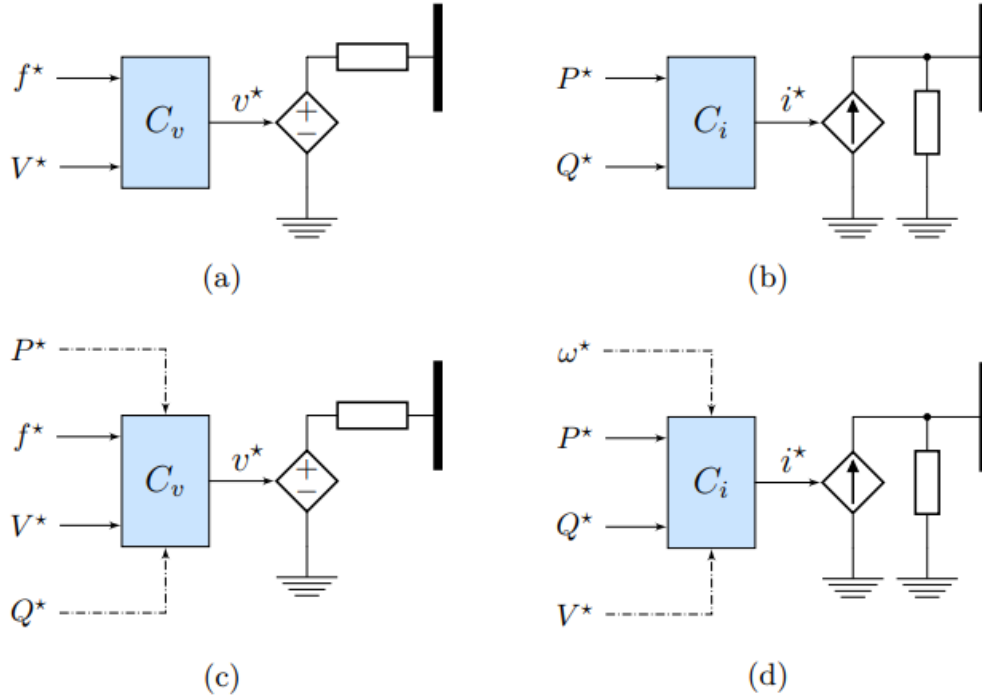 f⋆
V⋆
C_v
v⋆
+
−
(a)
P⋆
Q⋆
C_i
i⋆
(b)
P⋆
f⋆
V⋆
Q⋆
C_v
v⋆
+
−
(c)
ω⋆
P⋆
Q⋆
V⋆
C_i
i⋆
(d)